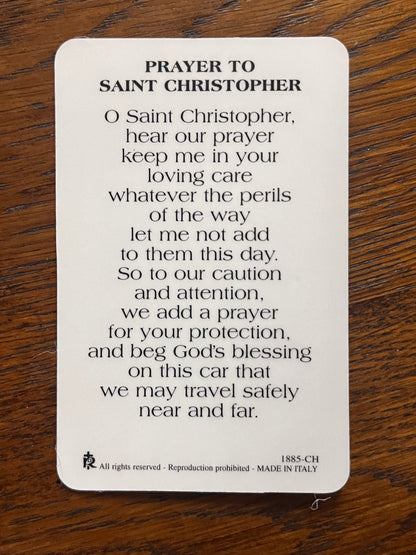 PRAYER TO
SAINT CHRISTOPHER
O Saint Christopher,
hear our prayer
keep me in your
loving care
whatever the perils
of the way
let me not add
to them this day.
So to our caution
and attention,
we add a prayer
for your protection,
and beg God's blessing
on this car that
we may travel safely
near and far.
1885-CH
All rights reserved - Reproduction prohibited - MADE IN ITALY